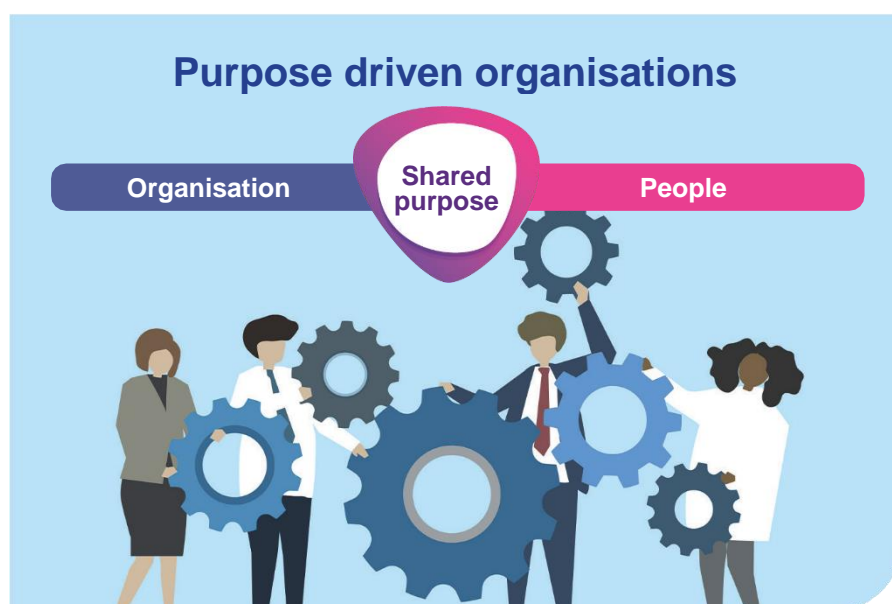 Purpose driven organisations
Organisation
Shared
purpose
People